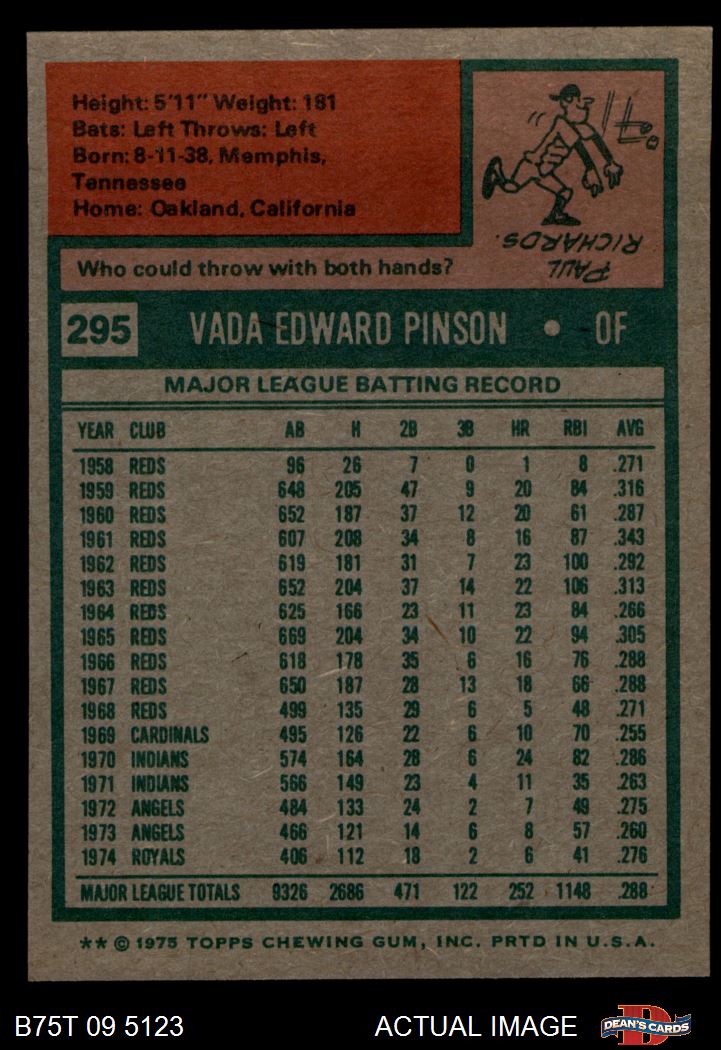 Height: 5'11" Weight: 181
Bats: Left Throws: Left
Born: 8-11-38, Memphis,
Tennessee
Home: Oakland, California
PAUL
RICHARDS.
Who could throw with both hands?
295 VADA EDWARD PINSON • OF
MAJOR LEAGUE BATTING RECORD
YEAR CLUB AB H 2B 3B HR RBI AVG
1958 REDS 96 26 7 0 1 8 .271
1959 REDS 648 205 47 9 20 84 .316
1960 REDS 652 187 37 12 20 61 .287
1961 REDS 607 208 34 8 16 87 .343
1962 REDS 619 181 31 7 23 100 .292
1963 REDS 652 204 37 14 22 106 .313
1964 REDS 625 166 23 11 23 84 .266
1965 REDS 669 204 34 10 22 94 .305
1966 REDS 618 178 35 6 16 76 .288
1967 REDS 650 187 28 13 18 66 .288
1968 REDS 499 135 29 6 5 48 .271
1969 CARDINALS 495 126 22 6 10 70 .255
1970 INDIANS 574 164 28 6 24 82 .286
1971 INDIANS 566 149 23 4 11 35 .263
1972 ANGELS 484 133 24 2 7 49 .275
1973 ANGELS 466 121 14 6 8 57 .260
1974 ROYALS 406 112 18 2 6 41 .276
MAJOR LEAGUE TOTALS 9326 2686 471 122 252 1148 .288
** © 1975 TOPPS CHEWING GUM, INC. PRTD IN U.S.A.
B75T 09 5123 ACTUAL IMAGE DEAN'S CARDS